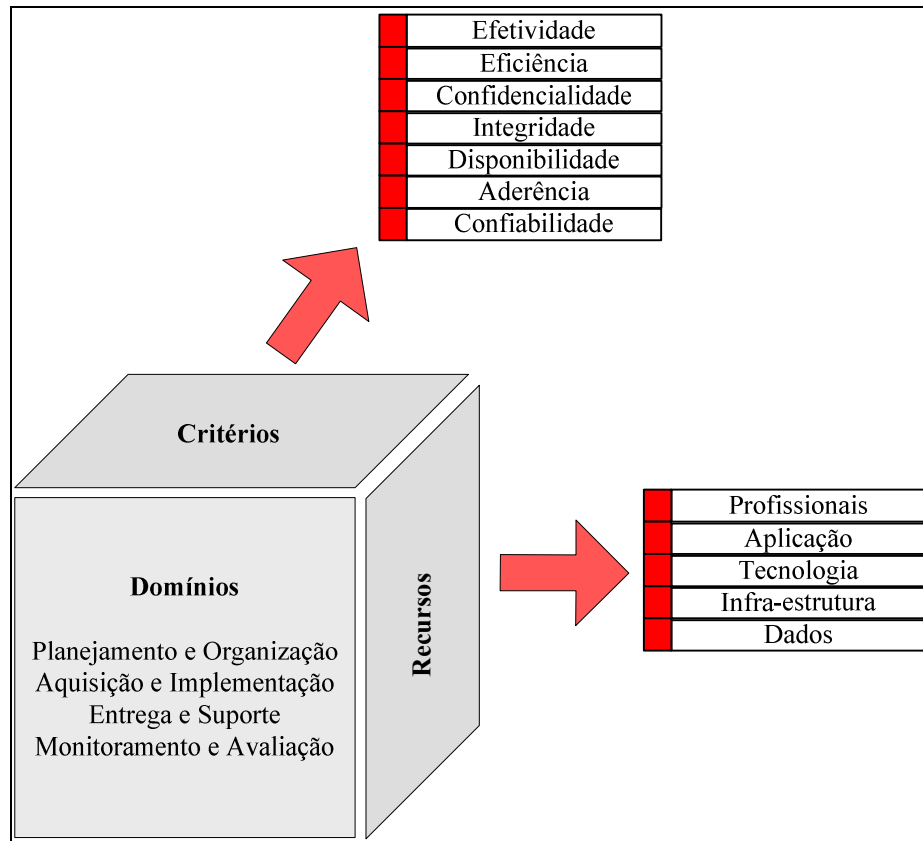 Efetividade
Eficiência
Confidencialidade
Integridade
Disponibilidade
Aderência
Confiabilidade
Critérios
Domínios
Planejamento e Organização
Aquisição e Implementação
Entrega e Suporte
Monitoramento e Avaliação
Recursos
Profissionais
Aplicação
Tecnologia
Infra-estrutura
Dados